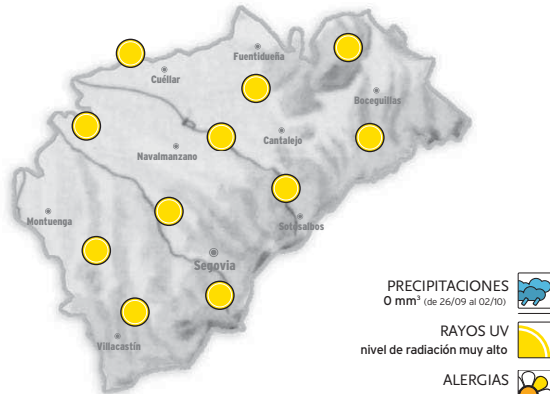 Fuentidueña
Cuéllar
Boceguillas
Cantalejo
Navalmanzano
Montuenga
Sotosalbos
Segovia
Villacastín
PRECIPITACIONES
0 mm³ (de 26/09 al 02/10)
RAYOS UV
nivel de radiación muy alto
ALERGIAS